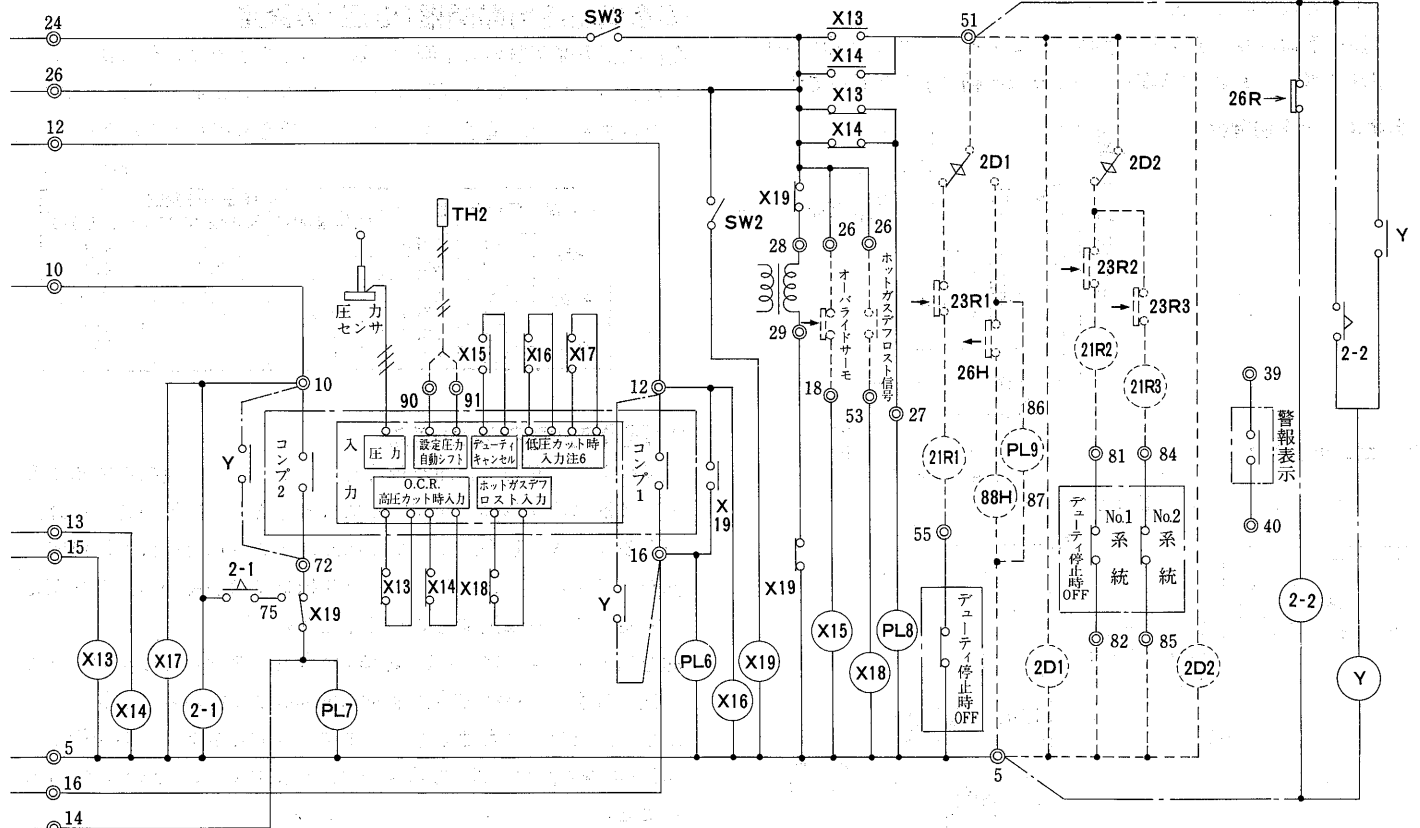 24
SW3
X13
51
X14
26
X13
26R
12
X14
2D1
2D2
X19
TH2
SW2
Y
28
26
26
10
圧力
センサ
23R1
23R2
23R3
オーバライドサーモ
ホットガスデフロスト信号
X15
X16
X17
29
21R2
2-2
26H
21R3
10
12
18
53
27
39
90
91
86
コンプ2
入力
圧力
設定圧力
自動シフト
デューティ
キャンセル
低圧カット時
入力注6
コンプ1
Y
21R1
PL9
81
84
警報表示
O.C.R.
高圧カット時入力
ホットガスデフ
ロスト入力
X19
88H
87
デューティ停止時OFF
No.1系統
No.2系統
13
15
16
55
40
72
2-1
75
X19
X13
X14
X18
Y
X19
デューティ停止時OFF
2-2
X13
X17
PL6
X19
X15
PL8
82
85
2D1
2D2
X14
2-1
PL7
X16
X18
Y
5
5
16
14